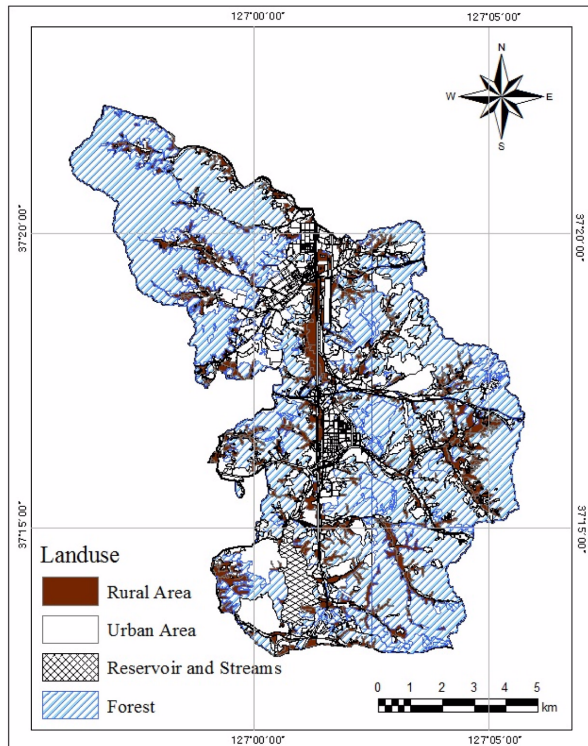 127°00'00" 127°05'00"
N
W E
S
37°20'00" 37°20'00"
37°15'00" 37°15'00"
Landuse
Rural Area
Urban Area
Reservoir and Streams
Forest
0 1 2 3 4 5
km
127°00'00" 127°05'00"